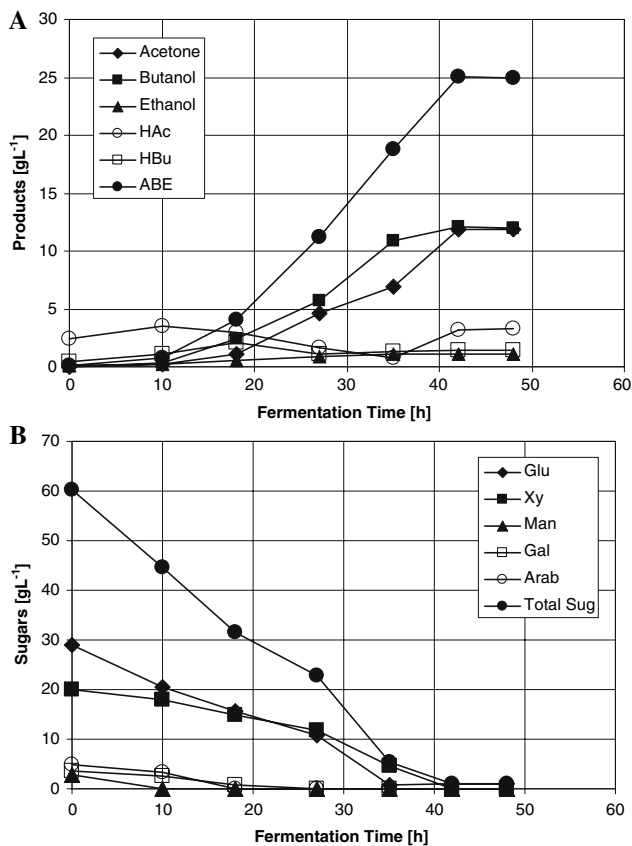 A
Products [gL-1]
30
25
20
15
10
5
0
Acetone
Butanol
Ethanol
HAc
HBu
ABE
0 10 20 30 40 50 60
Fermentation Time [h]
B
Sugars [gL-1]
70
60
50
40
30
20
10
0
Glu
Xy
Man
Gal
Arab
Total Sug
0 10 20 30 40 50 60
Fermentation Time [h]